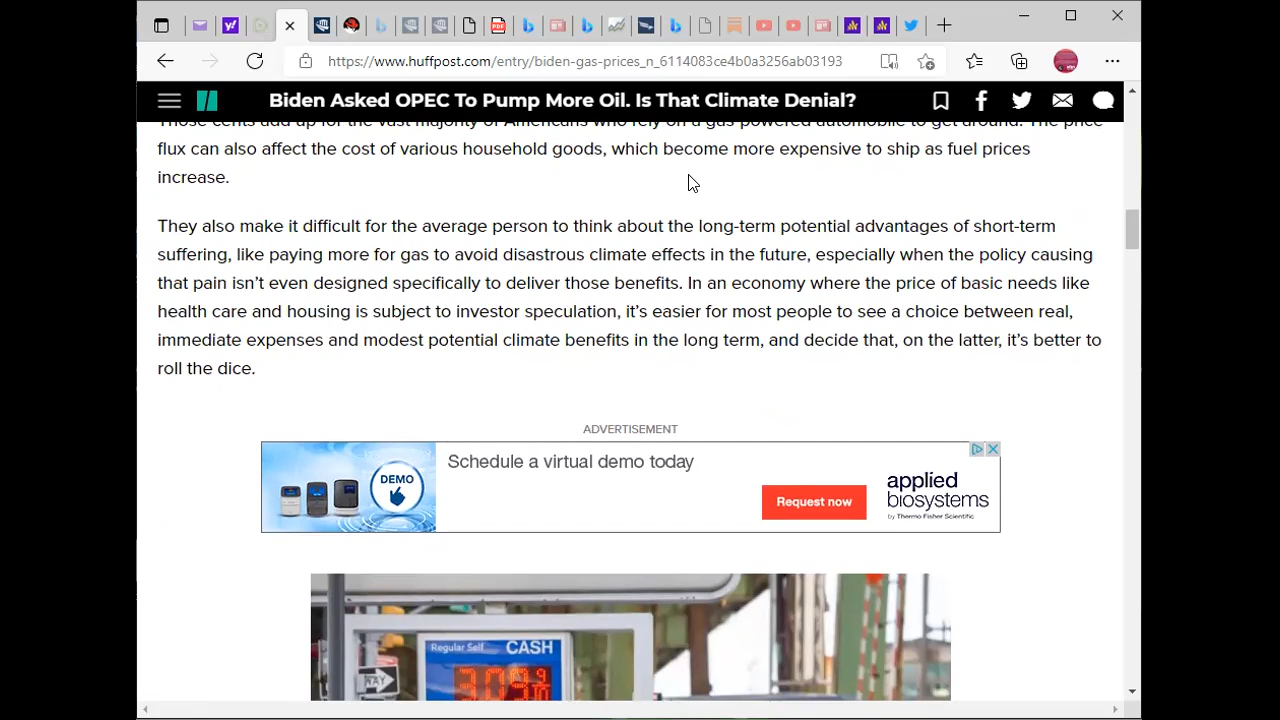 https://www.huffpost.com/entry/biden-gas-prices_n_6114083ce4b0a3256ab03193
Biden Asked OPEC To Pump More Oil. Is That Climate Denial?
Those cents add up for the vast majority of Americans who rely on a gas-powered automobile to get around. The price
flux can also affect the cost of various household goods, which become more expensive to ship as fuel prices
increase.
They also make it difficult for the average person to think about the long-term potential advantages of short-term
suffering, like paying more for gas to avoid disastrous climate effects in the future, especially when the policy causing
that pain isn’t even designed specifically to deliver those benefits. In an economy where the price of basic needs like
health care and housing is subject to investor speculation, it’s easier for most people to see a choice between real,
immediate expenses and modest potential climate benefits in the long term, and decide that, on the latter, it’s better to
roll the dice.
ADVERTISEMENT
DEMO
Schedule a virtual demo today
Request now
applied
biosystems
by Thermo Fisher Scientific
Regular Self CASH
3.09 9/10